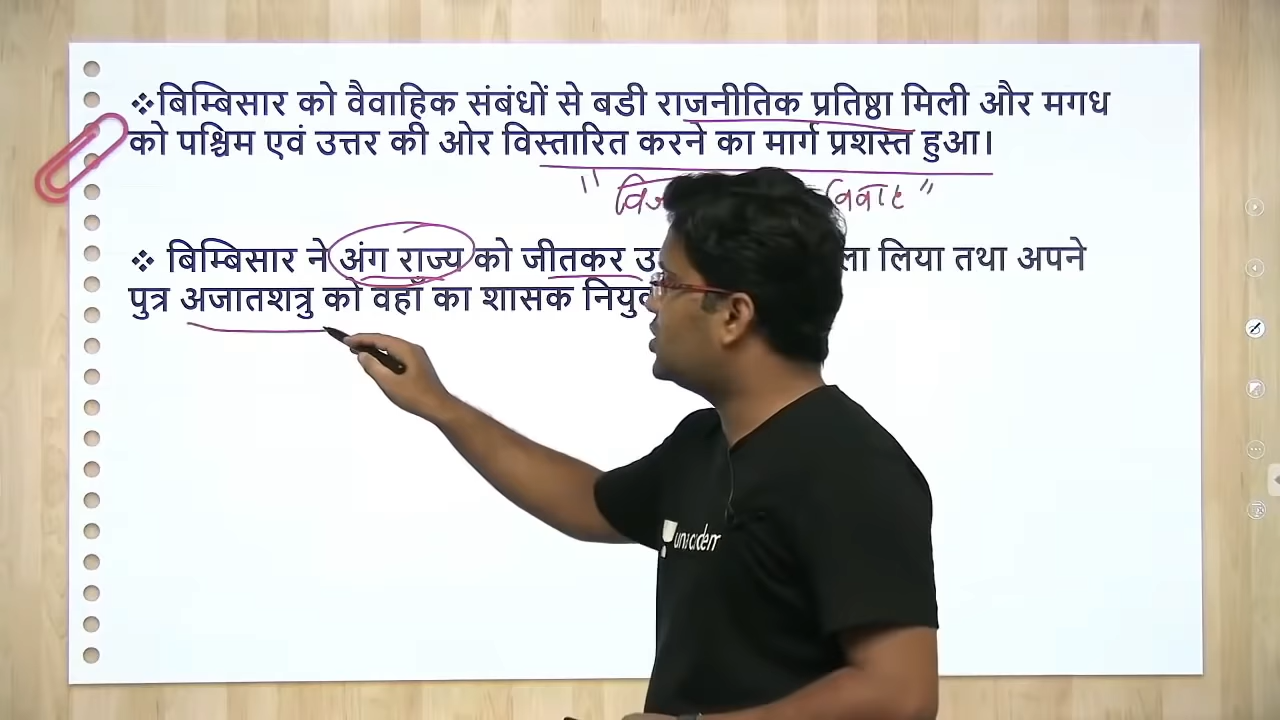 ❖बिम्बिसार को वैवाहिक संबंधों से बडी राजनीतिक प्रतिष्ठा मिली और मगध
को पश्चिम एवं उत्तर की ओर विस्तारित करने का मार्ग प्रशस्त हुआ।
❖ बिम्बिसार ने अंग राज्य को जीतकर लिया तथा अपने
पुत्र अजातशत्रु को वहाँ का शासक